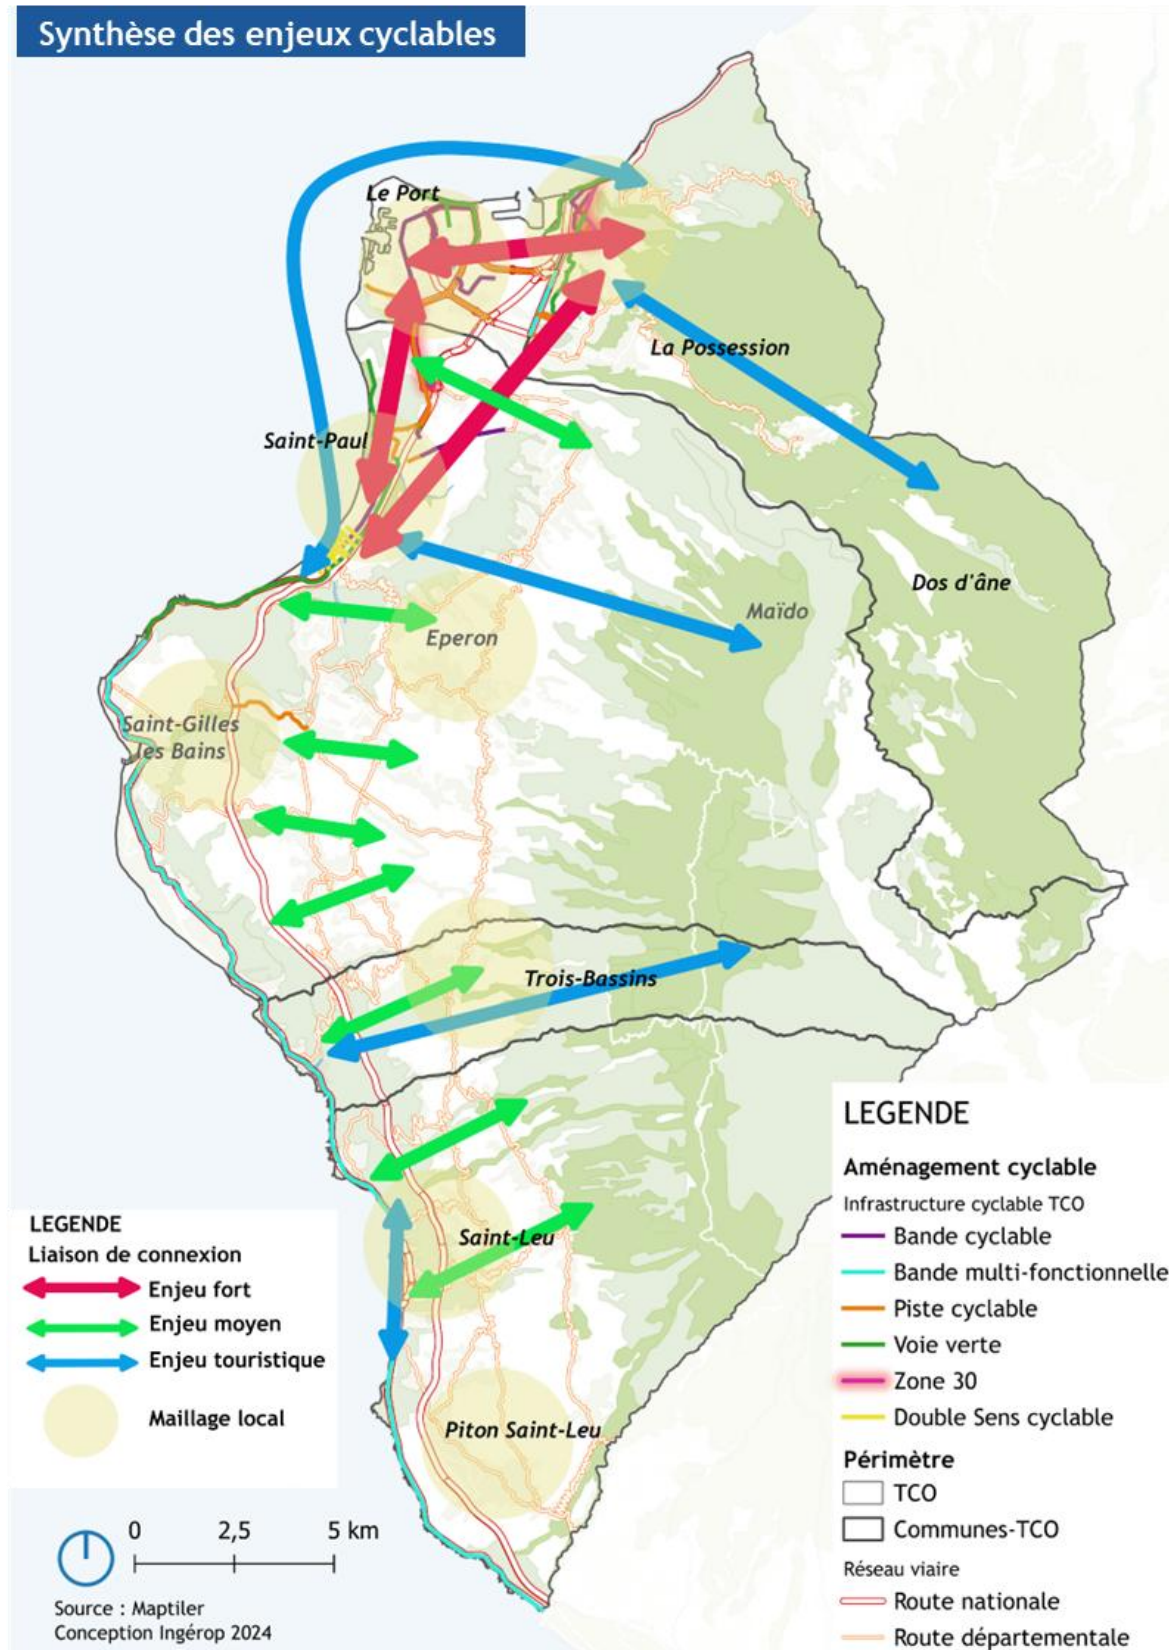 Synthèse des enjeux cyclables
Le Port
La Possession
Saint-Paul
Dos d'âne
Maïdo
Eperon
Saint-Gilles
les Bains
Trois-Bassins
Saint-Leu
Piton Saint-Leu
LEGENDE
Liaison de connexion
Enjeu fort
Enjeu moyen
Enjeu touristique
Maillage local
0 2,5 5 km
Source : Maptiler
Conception Ingérop 2024
LEGENDE
Aménagement cyclable
Infrastructure cyclable TCO
Bande cyclable
Bande multi-fonctionnelle
Piste cyclable
Voie verte
Zone 30
Double Sens cyclable
Périmètre
TCO
Communes-TCO
Réseau viaire
Route nationale
Route départementale